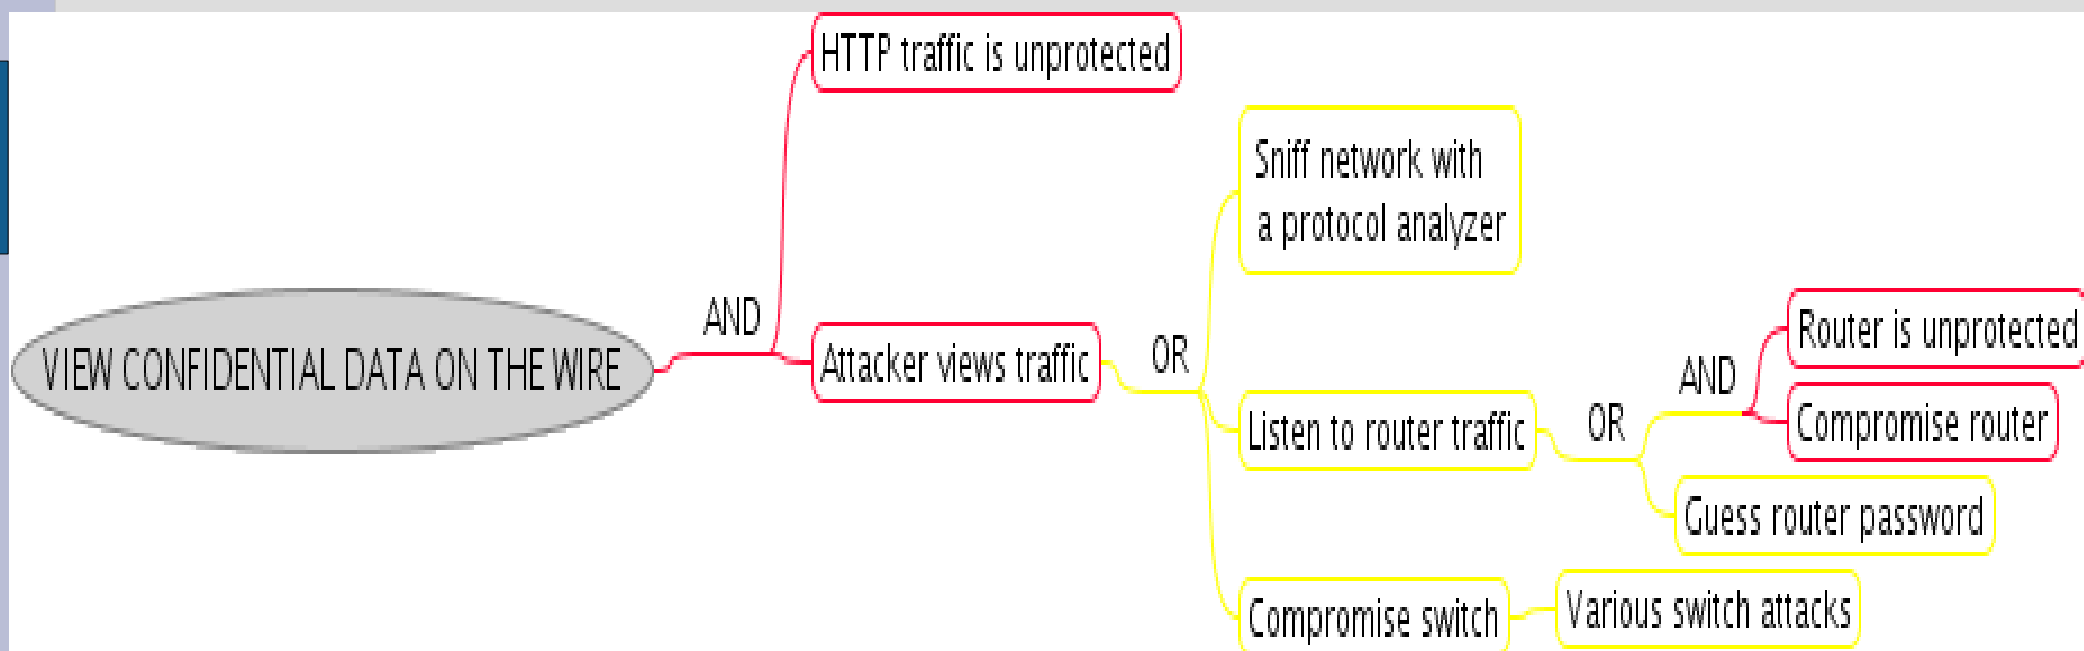 HTTP traffic is unprotected
Sniff network with
a protocol analyzer
AND
VIEW CONFIDENTIAL DATA ON THE WIRE
Attacker views traffic
OR
Router is unprotected
AND
Compromise router
Listen to router traffic
OR
Guess router password
Compromise switch
Various switch attacks